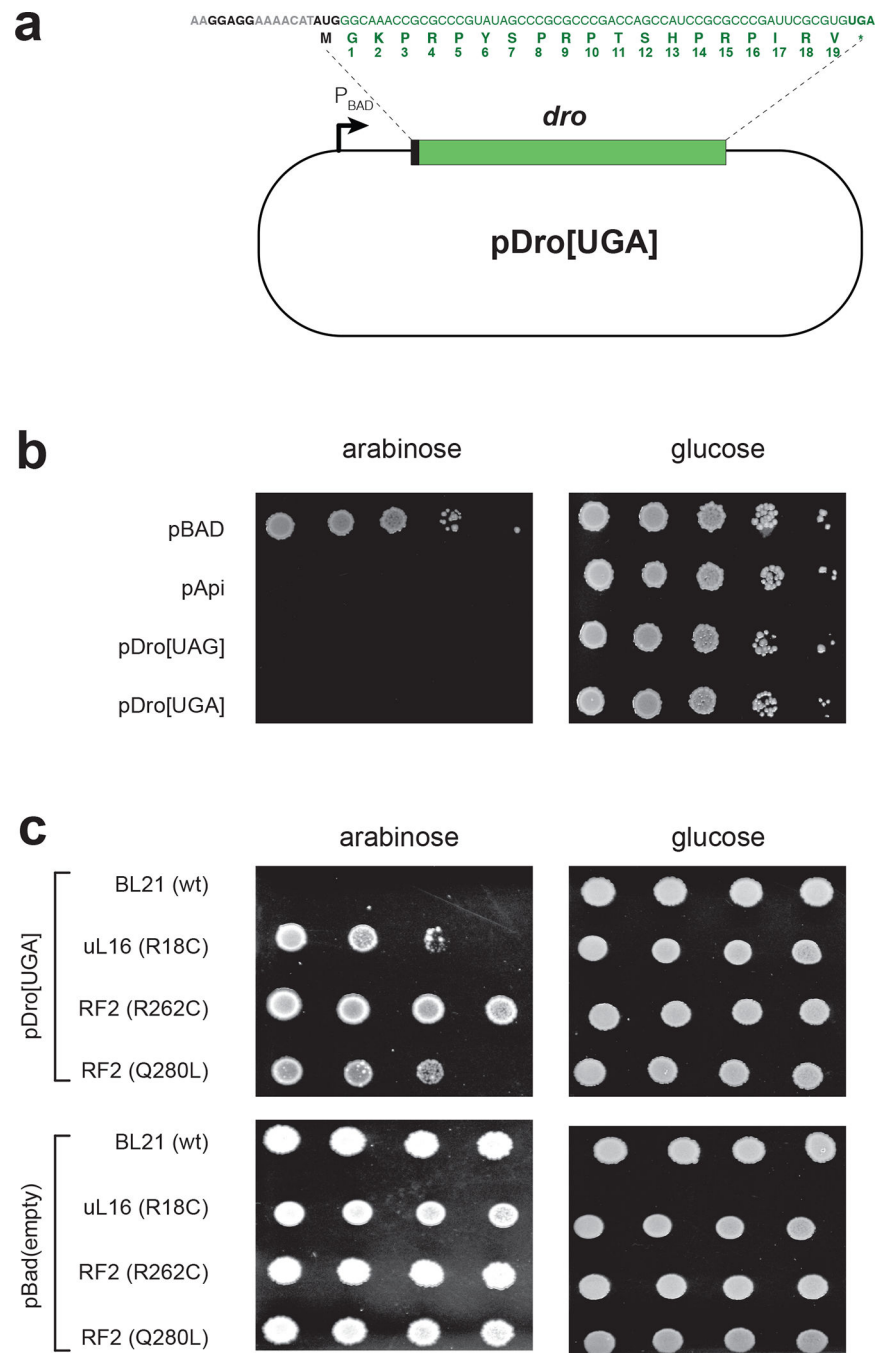 a
AAGGAGGAAAACATAUGGGCAAACCGCGCCCGUAUAGCCCGCGCCCGACCAGCCAUCCGCGCCCGAUUCGCGUGUGA
M G K P R P Y S P R P T S H P R P I R V *
1 2 3 4 5 6 7 8 9 10 11 12 13 14 15 16 17 18 19
PBAD
dro
pDro[UGA]
b
arabinose glucose
pBAD
pApi
pDro[UAG]
pDro[UGA]
c
arabinose glucose
pDro[UGA]
BL21 (wt)
uL16 (R18C)
RF2 (R262C)
RF2 (Q280L)
pBad(empty)
BL21 (wt)
uL16 (R18C)
RF2 (R262C)
RF2 (Q280L)